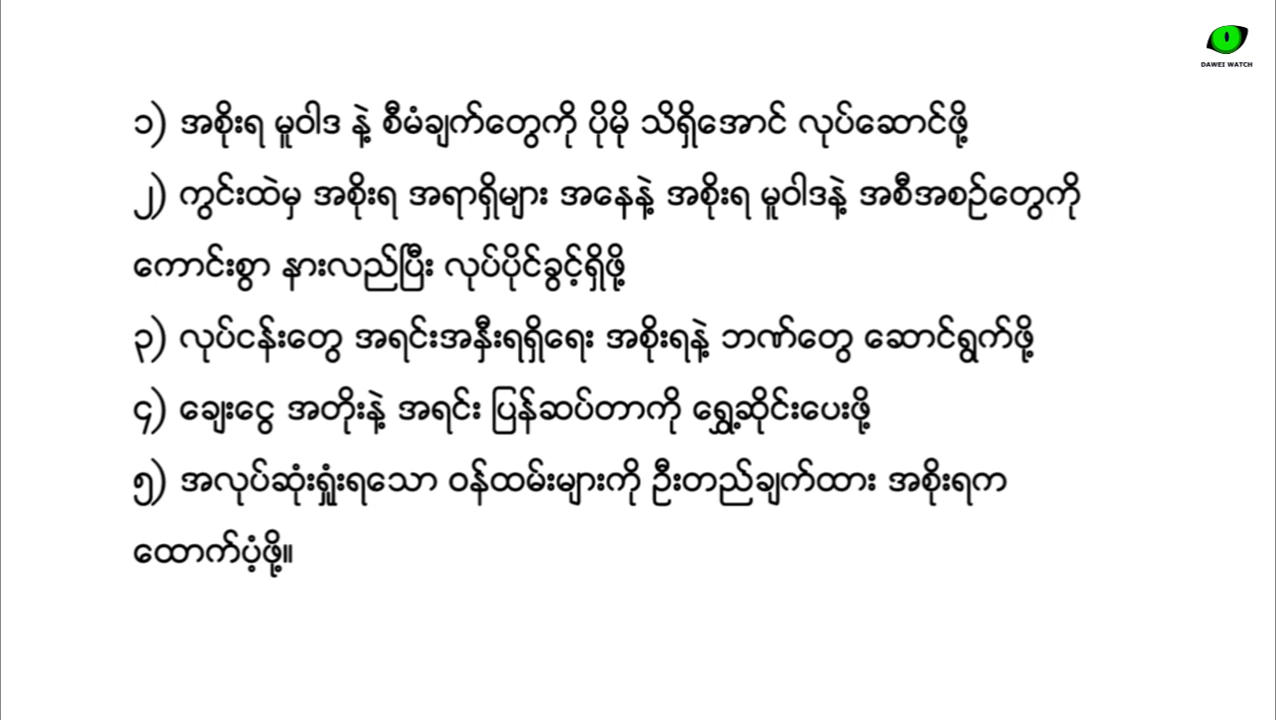 DAWEI WATCH
၁) အစိုးရ မူဝါဒ နဲ့ စီမံချက်တွေကို ပိုမို သိရှိအောင် လုပ်ဆောင်ဖို့
၂) ကွင်းထဲမှ အစိုးရ အရာရှိများ အနေနဲ့ အစိုးရ မူဝါဒနဲ့ အစီအစဉ်တွေကို
ကောင်းစွာ နားလည်ပြီး လုပ်ပိုင်ခွင့်ရှိဖို့
၃) လုပ်ငန်းတွေ အရင်းအနှီးရရှိရေး အစိုးရနဲ့ ဘဏ်တွေ ဆောင်ရွက်ဖို့
၄) ချေးငွေ အတိုးနဲ့ အရင်း ပြန်ဆပ်တာကို ရွှေ့ဆိုင်းပေးဖို့
၅) အလုပ်ဆုံးရှုံးရသော ဝန်ထမ်းများကို ဦးတည်ချက်ထား အစိုးရက
ထောက်ပံ့ဖို့။